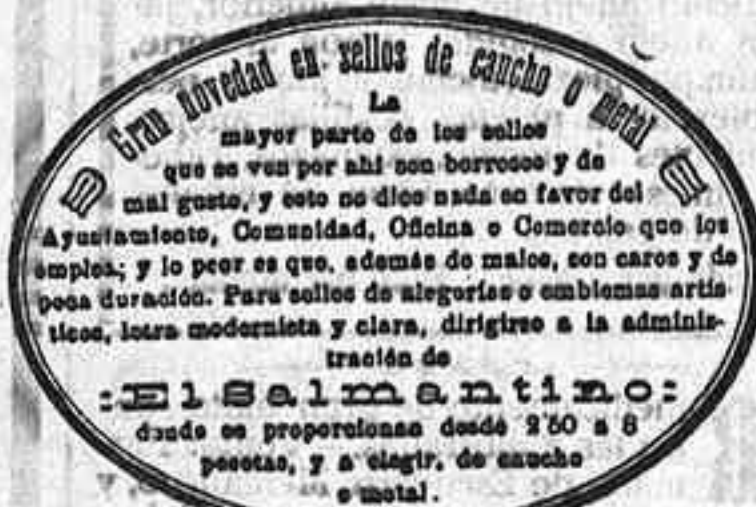 Gran novedad en sellos de caucho o metal
La
mayor parte de los sellos
que se ven por ahi son borrosos y de
mal gusto, y esto no dice nada en favor del
Ayuntamiento, Comunidad, Oficina o Comercio que los
emplea; y lo peor es que, además de malos, son caros y de
poca duración. Para sellos de alegorías o emblemas artís-
ticos, letra modernista y clara, dirigirse a la adminis-
tración de
:El Salmantino:
donde se proporcionan desdé 2'50 a 8
pesetas, y a elegir, de caucho
o metal.